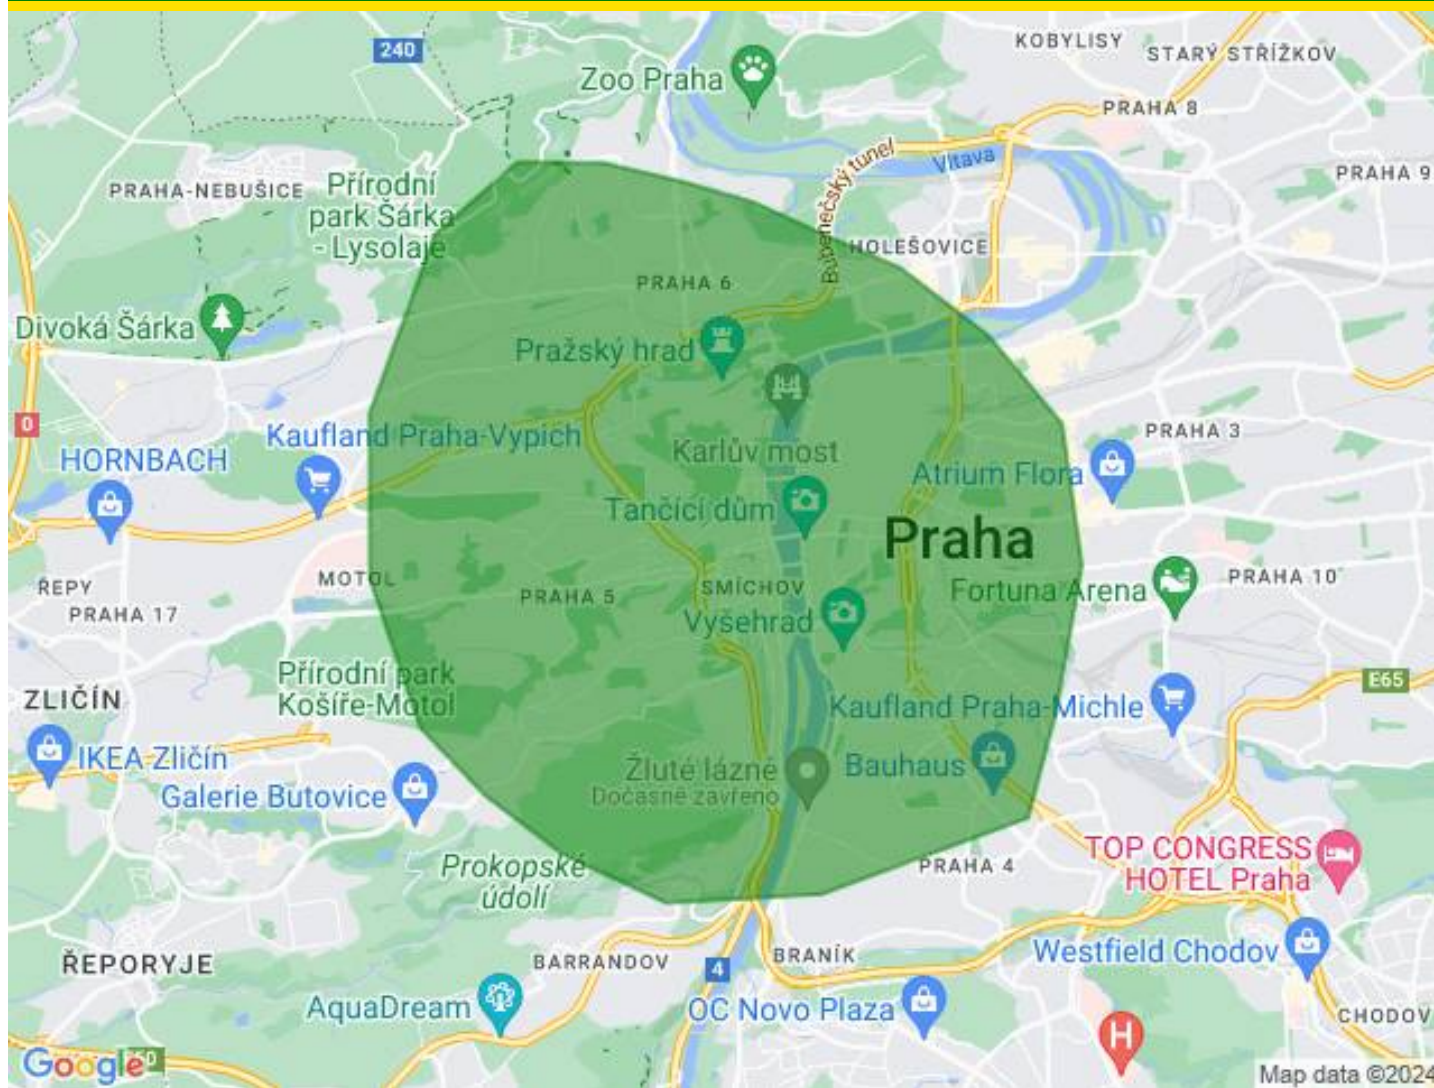 240
Zoo Praha
KOBYLISY
STARÝ STŘÍŽKOV
PRAHA 8
Vltava
Bubenečský tunel
PRAHA 9
PRAHA-NEBUŠICE
Přírodní
park Šárka
- Lysolaje
HOLEŠOVICE
PRAHA 6
Divoká Šárka
Pražský hrad
0
Kaufland Praha-Vypich
HORNBACH
Karlův most
PRAHA 3
Atrium Flora
Tančící dům
Praha
ŘEPY
PRAHA 17
MOTOL
PRAHA 5
SMÍCHOV
Fortuna Arena
PRAHA 10
Vyšehrad
Přírodní park
Košíře-Motol
ZLIČÍN
E65
Kaufland Praha-Michle
IKEA Zličín
Galerie Butovice
Žluté lázně
Dočasně zavřeno
Bauhaus
Prokopské
údolí
PRAHA 4
TOP CONGRESS
HOTEL Praha
ŘEPORYJE
BARRANDOV
4
BRANÍK
Westfield Chodov
AquaDream
OC Novo Plaza
H
CHODOV
Google
Map data ©2024